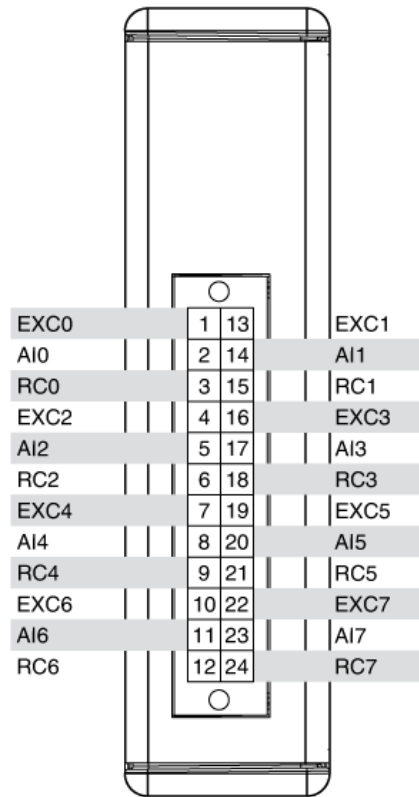 EXC0 1 13 EXC1
AI0 2 14 AI1
RC0 3 15 RC1
EXC2 4 16 EXC3
AI2 5 17 AI3
RC2 6 18 RC3
EXC4 7 19 EXC5
AI4 8 20 AI5
RC4 9 21 RC5
EXC6 10 22 EXC7
AI6 11 23 AI7
RC6 12 24 RC7